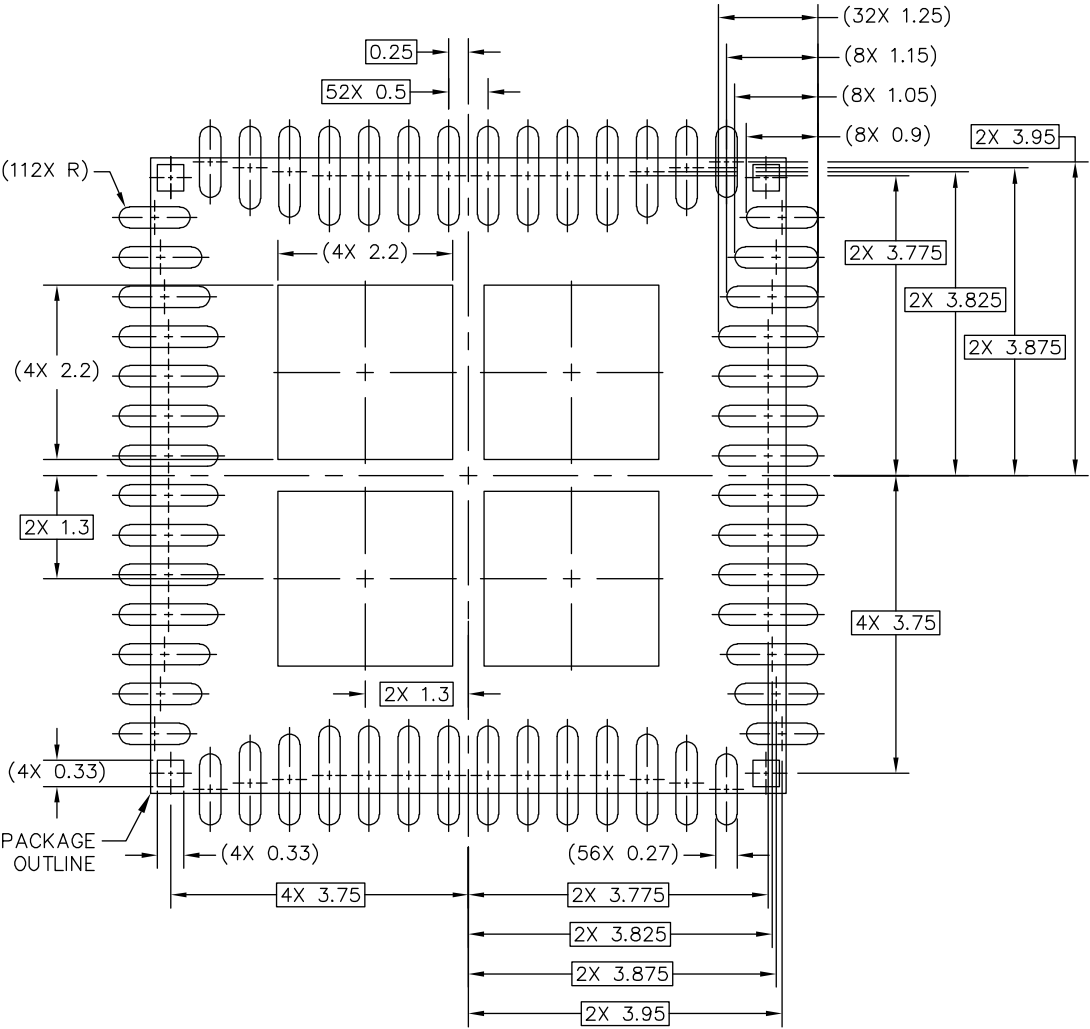 (32X 1.25)
0.25
(8X 1.15)
52X 0.5
(8X 1.05)
(8X 0.9)
2X 3.95
(112X R)
(4X 2.2)
2X 3.775
2X 3.825
2X 3.875
(4X 2.2)
2X 1.3
4X 3.75
2X 1.3
(4X 0.33)
PACKAGE
OUTLINE
(4X 0.33)
(56X 0.27)
4X 3.75
2X 3.775
2X 3.825
2X 3.875
2X 3.95